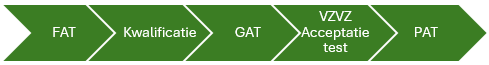 FAT
Kwalificatie
GAT
VZVZ
Acceptatie
test
PAT